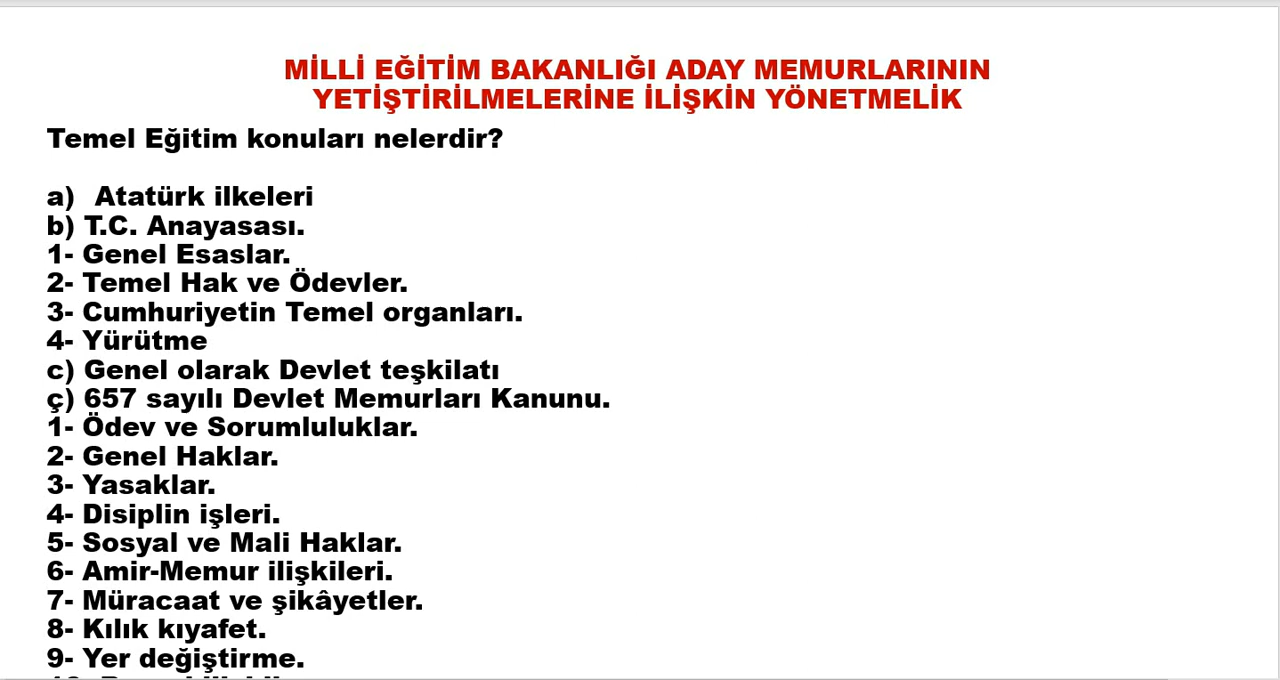 MİLLİ EĞİTİM BAKANLIĞI ADAY MEMURLARININ
YETİŞTİRİLMELERİNE İLİŞKİN YÖNETMELİK
Temel Eğitim konuları nelerdir?
a) Atatürk ilkeleri
b) T.C. Anayasası.
1- Genel Esaslar.
2- Temel Hak ve Ödevler.
3- Cumhuriyetin Temel organları.
4- Yürütme
c) Genel olarak Devlet teşkilatı
ç) 657 sayılı Devlet Memurları Kanunu.
1- Ödev ve Sorumluluklar.
2- Genel Haklar.
3- Yasaklar.
4- Disiplin işleri.
5- Sosyal ve Mali Haklar.
6- Amir-Memur ilişkileri.
7- Müracaat ve şikâyetler.
8- Kılık kıyafet.
9- Yer değiştirme.